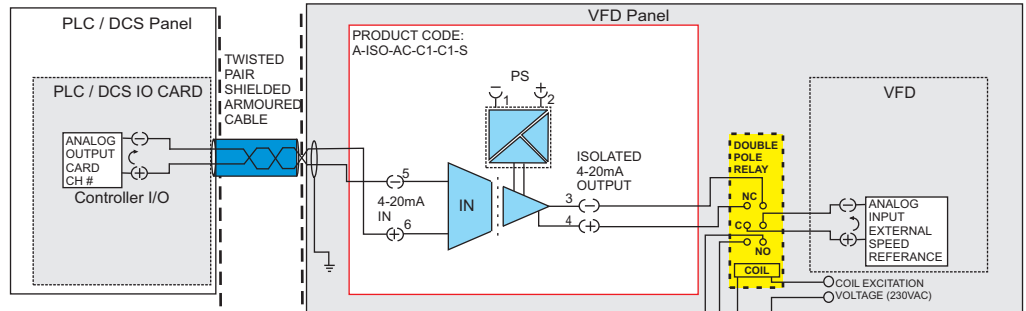 PLC / DCS Panel
PLC / DCS IO CARD
ANALOG
OUTPUT
CARD
CH #
(−)
(+)
Controller I/O
TWISTED
PAIR
SHIELDED
ARMOURED
CABLE
VFD Panel
PRODUCT CODE:
A-ISO-AC-C1-C1-S
PS
− 1
+ 2
5
(−)
4-20mA
IN
(+) 6
IN
ISOLATED
4-20mA
OUTPUT
3 (−)
4 (+)
DOUBLE
POLE
RELAY
NC
C
NO
COIL
VFD
(−)
(+)
ANALOG
INPUT
EXTERNAL
SPEED
REFERANCE
COIL EXCITATION
VOLTAGE (230VAC)